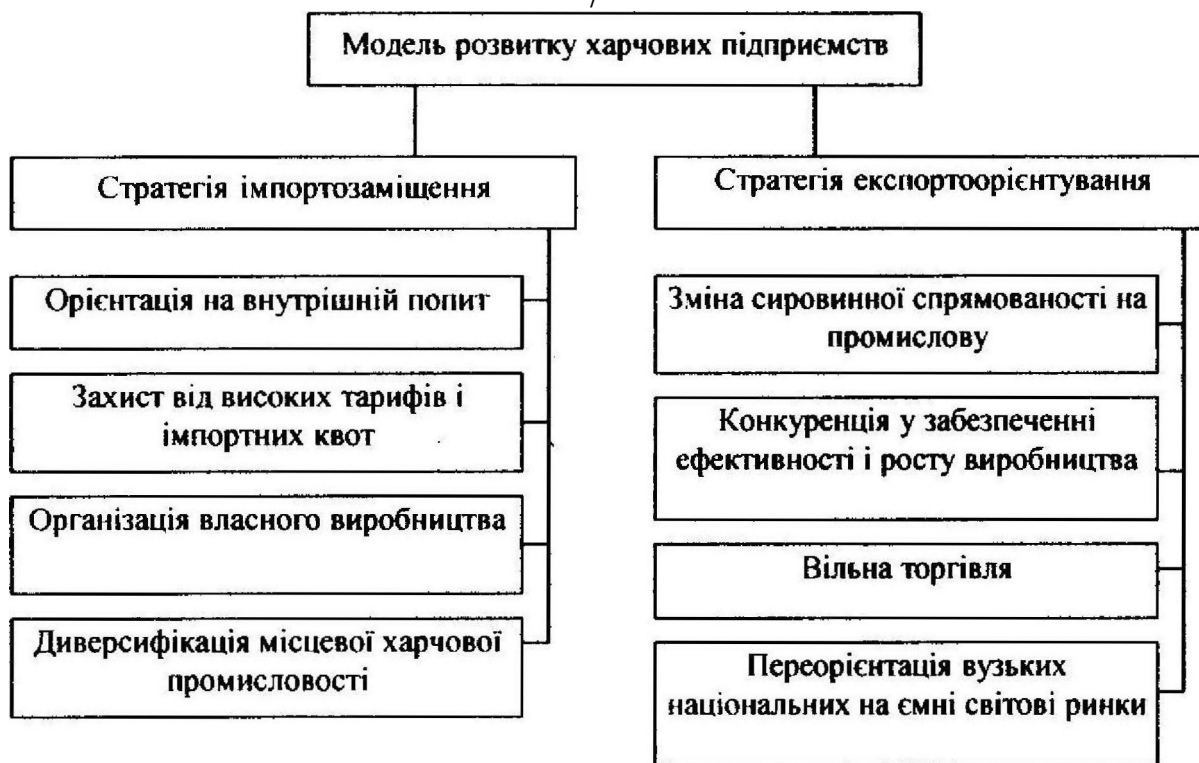 Модель розвитку харчових підприємств
Стратегія імпортозаміщення
Орієнтація на внутрішній попит
Захист від високих тарифів і
імпортних квот
Організація власного виробництва
Диверсифікація місцевої харчової
промисловості
Стратегія експортоорієнтування
Зміна сировинної спрямованості на
промислову
Конкуренція у забезпеченні
ефективності і росту виробництва
Вільна торгівля
Переорієнтація вузьких
національних на ємні світові ринки